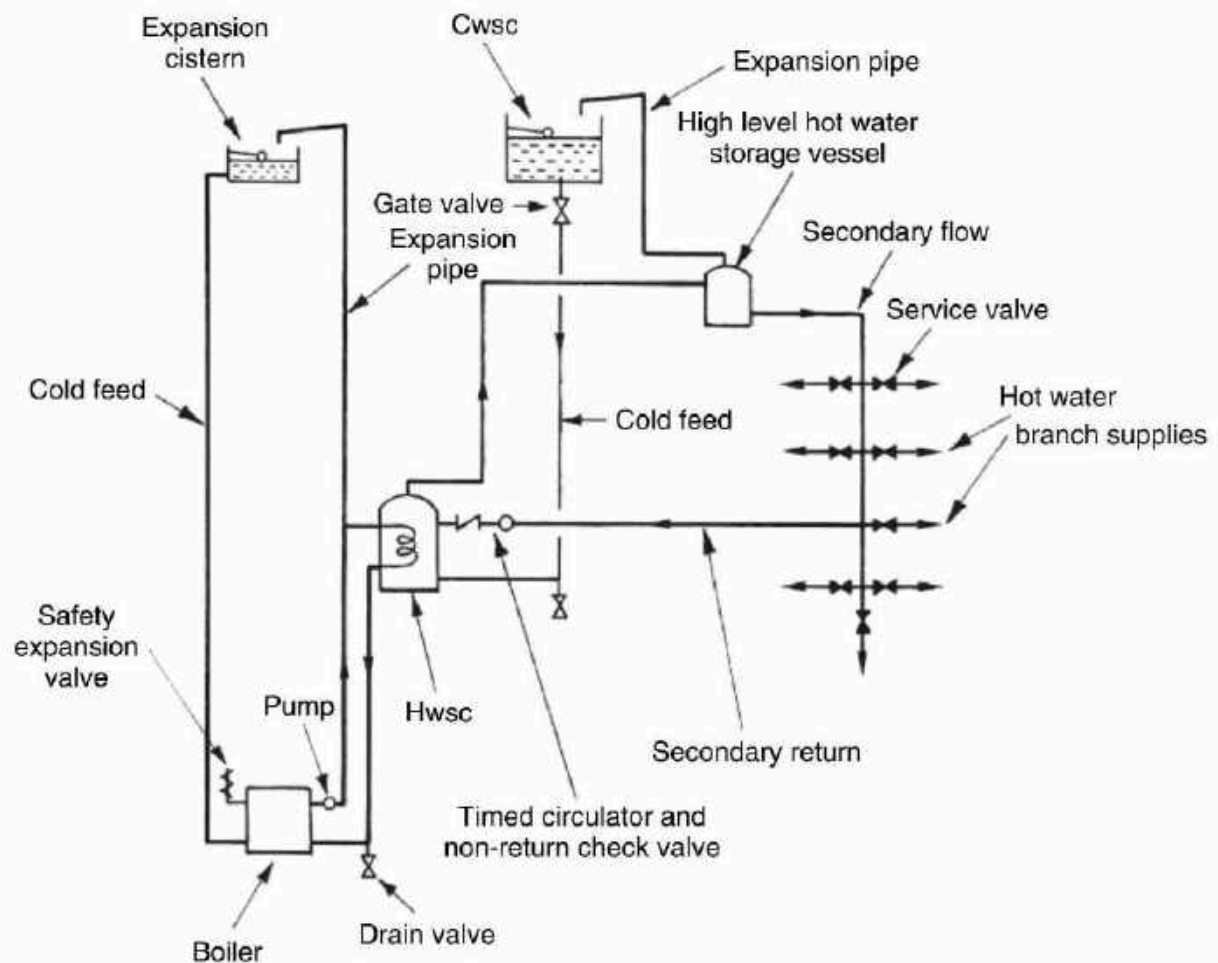 Expansion
cistern
Cwsc
Expansion pipe
High level hot water
storage vessel
Gate valve
Expansion
pipe
Secondary flow
Service valve
Cold feed
Hot water
branch supplies
Cold feed
Safety
expansion
valve
Pump
Hwsc
Secondary return
Timed circulator and
non-return check valve
Drain valve
Boiler